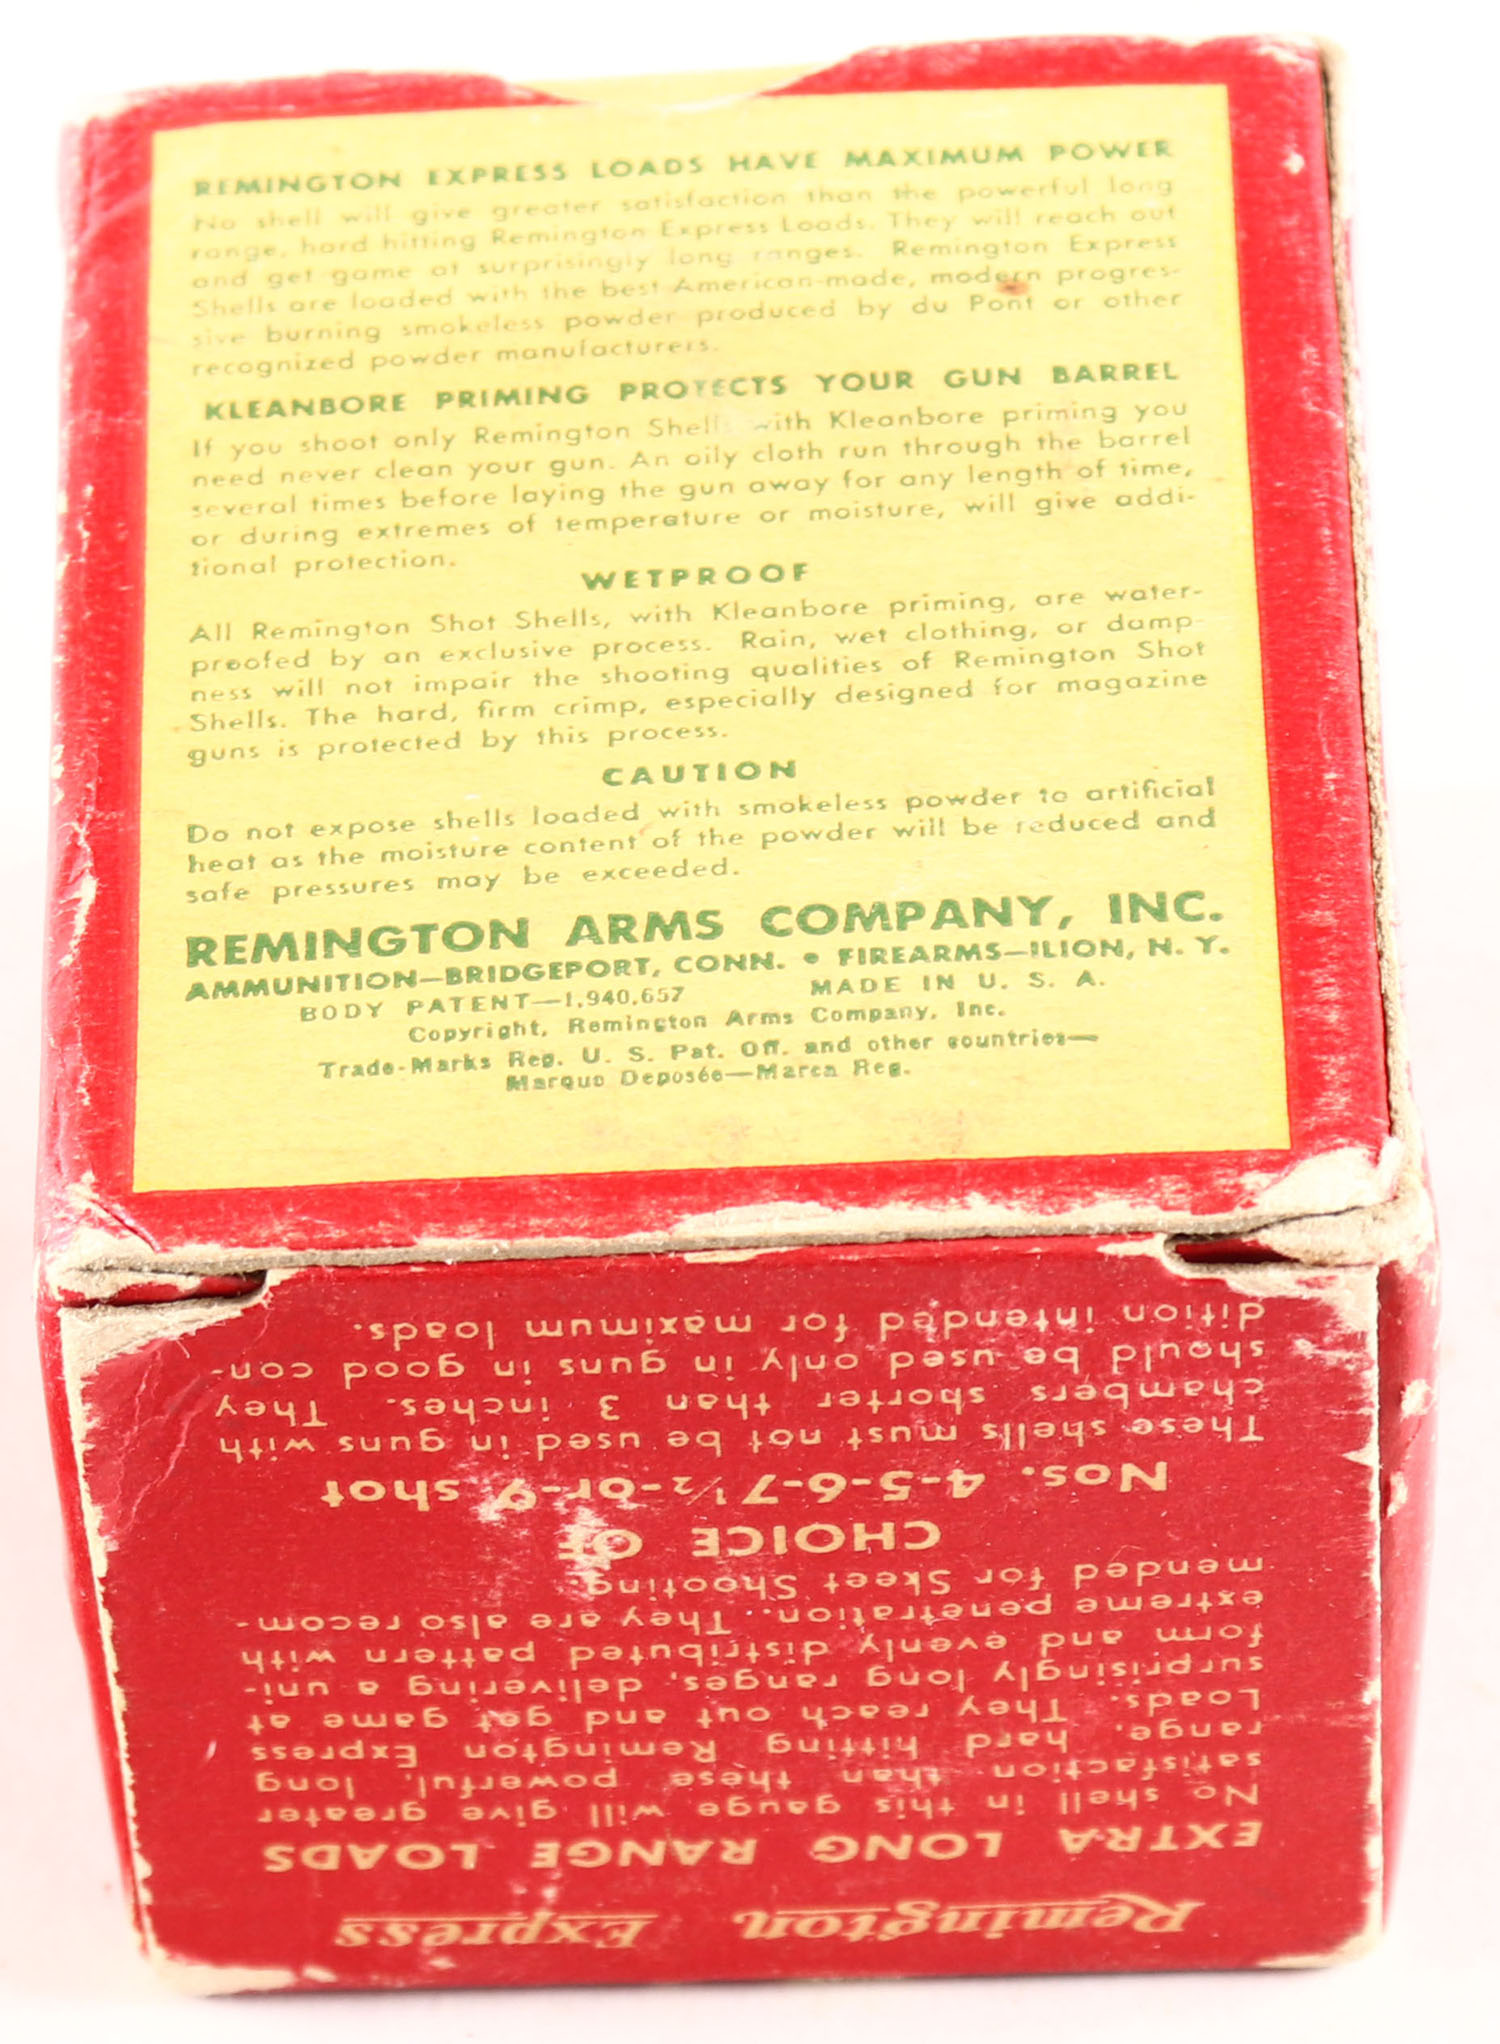 REMINGTON EXPRESS LOADS HAVE MAXIMUM POWER
No shell will give greater satisfaction than the powerful long
range, hard hitting Remington Express Loads. They will reach out
and get game at surprisingly long ranges. Remington Express
Shells are loaded with the best American-made, modern progres-
sive burning smokeless powder produced by du Pont or other
recognized powder manufacturers.
KLEANBORE PRIMING PROTECTS YOUR GUN BARREL
If you shoot only Remington Shells with Kleanbore priming you
need never clean your gun. An oily cloth run through the barrel
several times before laying the gun away for any length of time,
or during extremes of temperature or moisture, will give addi-
tional protection.
WETPROOF
All Remington Shot Shells, with Kleanbore priming, are water-
proofed by an exclusive process. Rain, wet clothing, or damp-
ness will not impair the shooting qualities of Remington Shot
Shells. The hard, firm crimp, especially designed for magazine
guns is protected by this process.
CAUTION
Do not expose shells loaded with smokeless powder to artificial
heat as the moisture content of the powder will be reduced and
safe pressures may be exceeded.
REMINGTON ARMS COMPANY, INC.
AMMUNITION—BRIDGEPORT, CONN. • FIREARMS—ILION, N. Y.
BODY PATENT—1,940,657 MADE IN U. S. A.
Copyright, Remington Arms Company, Inc.
Trade-Marks Reg. U. S. Pat. Off. and other countries—
Marque Deposée—Marca Reg.
Remington Express
EXTRA LONG RANGE LOADS
No shell in this gauge will give greater
satisfaction than these powerful, long
range, hard hitting Remington Express
Loads. They reach out and get game at
surprisingly long ranges, delivering a uni-
form and evenly distributed pattern with
extreme penetration. They are also recom-
mended for Skeet Shooting.
CHOICE OF
Nos. 4-5-6-7½-or-9 shot
These shells must not be used in guns with
chambers shorter than 3 inches. They
should be used only in guns in good con-
dition intended for maximum loads.